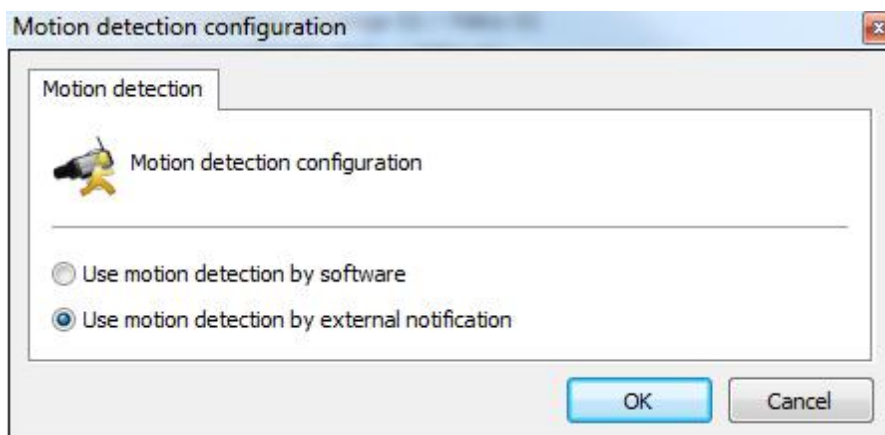 Motion detection configuration
Motion detection
Motion detection configuration
Use motion detection by software
Use motion detection by external notification
OK Cancel